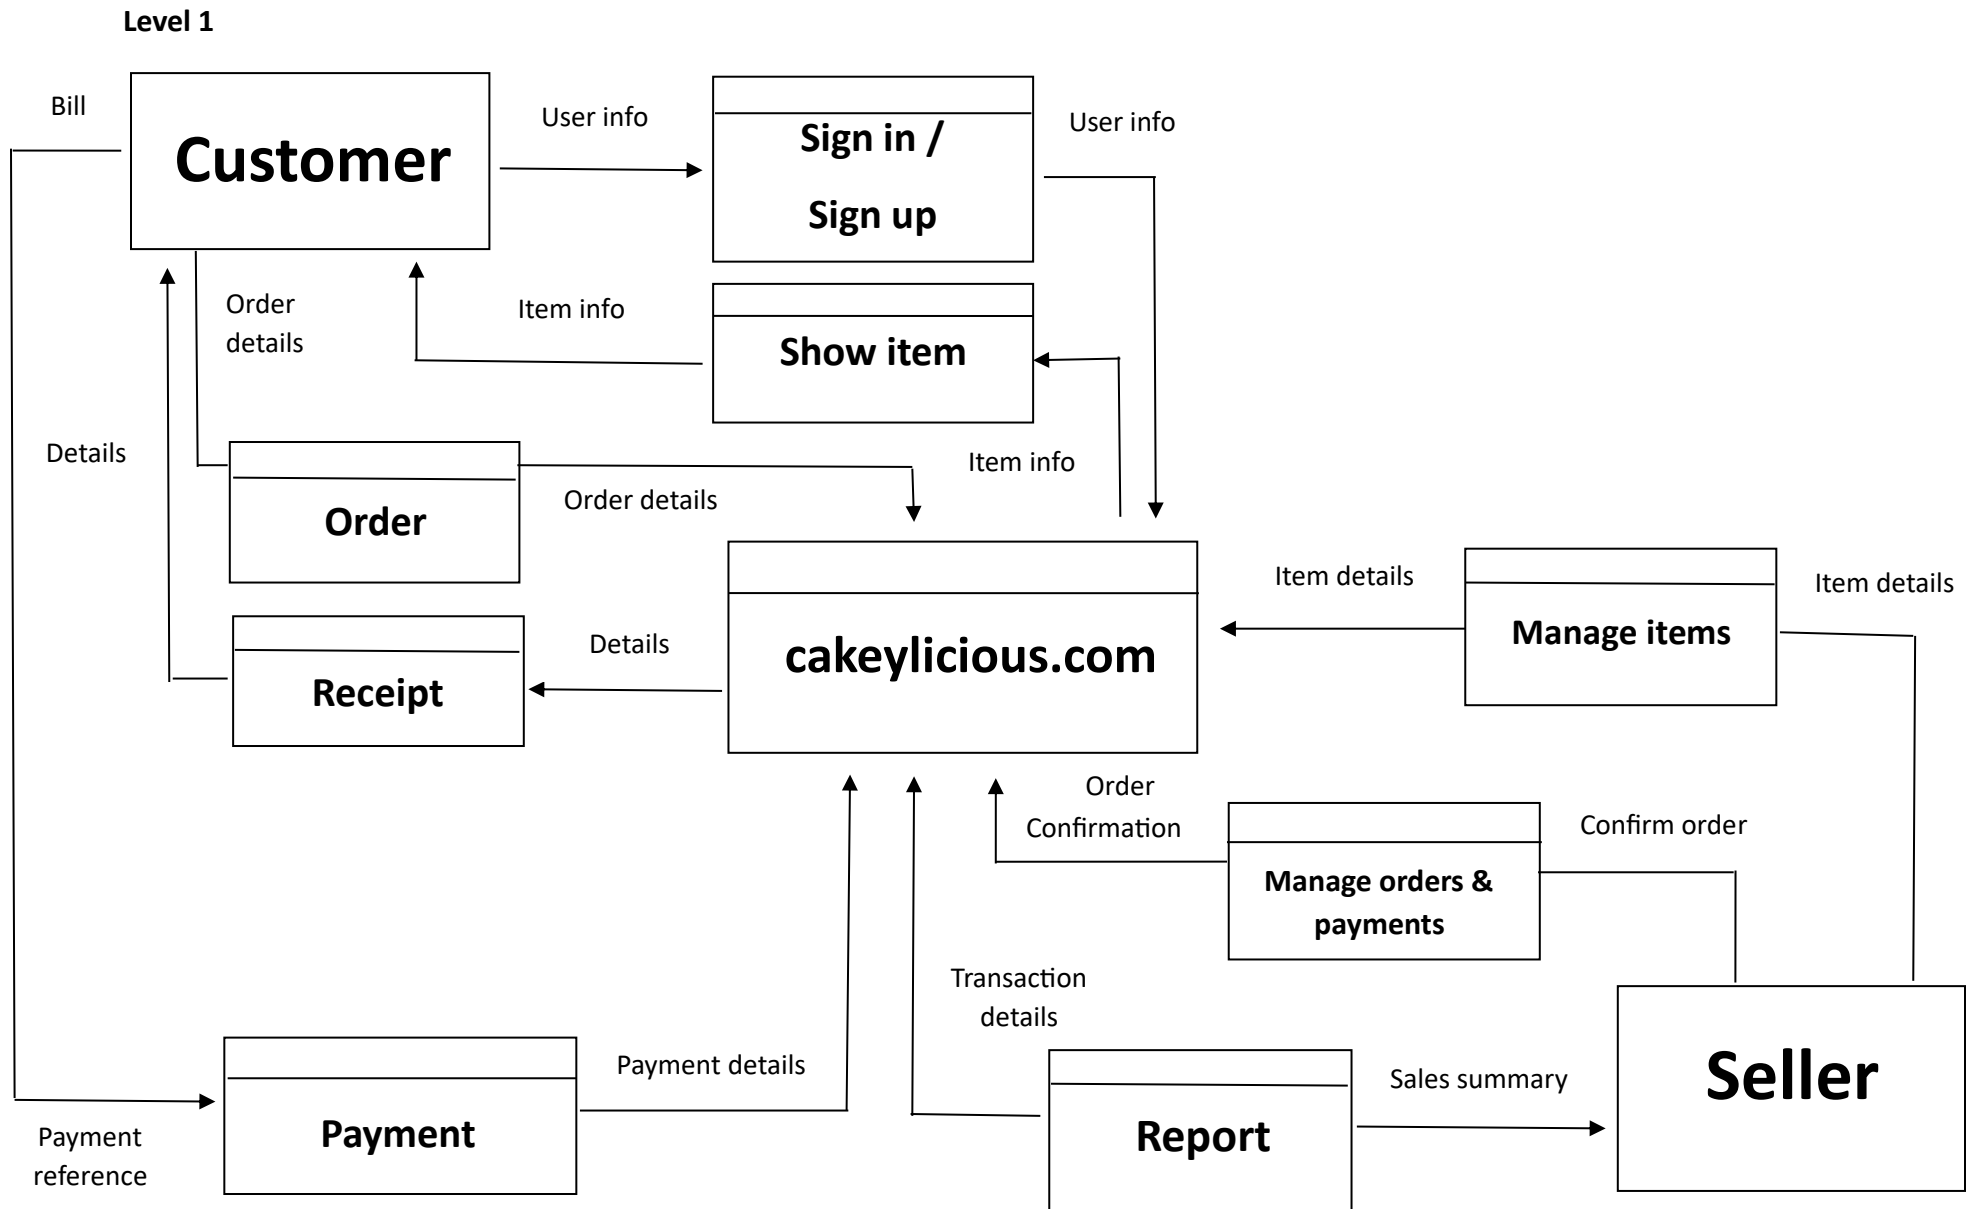 Level 1
Bill
Customer
User info
Sign in /
Sign up
User info
Order
details
Item info
Show item
Details
Order
Order details
Item info
Receipt
Details
cakeylicious.com
Item details
Manage items
Item details
Order
Confirmation
Manage orders &
payments
Confirm order
Transaction
details
Payment
reference
Payment
Payment details
Report
Sales summary
Seller